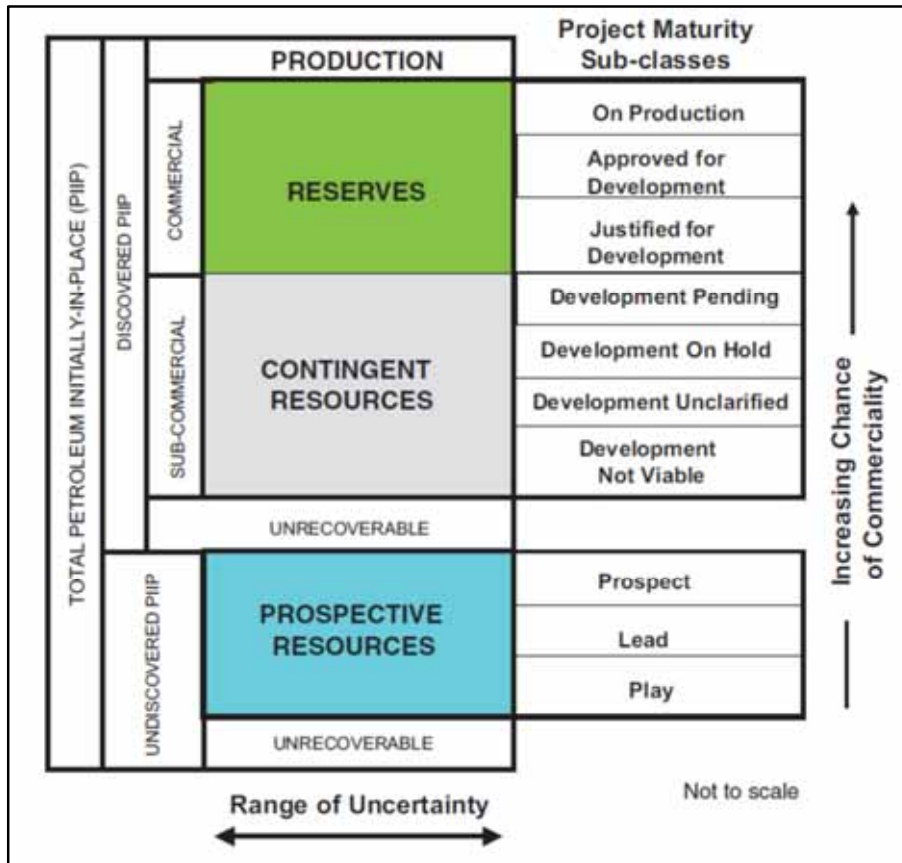 PRODUCTION
Project Maturity
Sub-classes
TOTAL PETROLEUM INITIALLY-IN-PLACE (PIIP)
DISCOVERED PIIP
COMMERCIAL
RESERVES
On Production
Approved for
Development
Justified for
Development
SUB-COMMERCIAL
CONTINGENT
RESOURCES
Development Pending
Development On Hold
Development Unclarified
Development
Not Viable
UNRECOVERABLE
UNDISCOVERED PIIP
PROSPECTIVE
RESOURCES
Prospect
Lead
Play
UNRECOVERABLE
Increasing Chance
of Commerciality
Range of Uncertainty
Not to scale